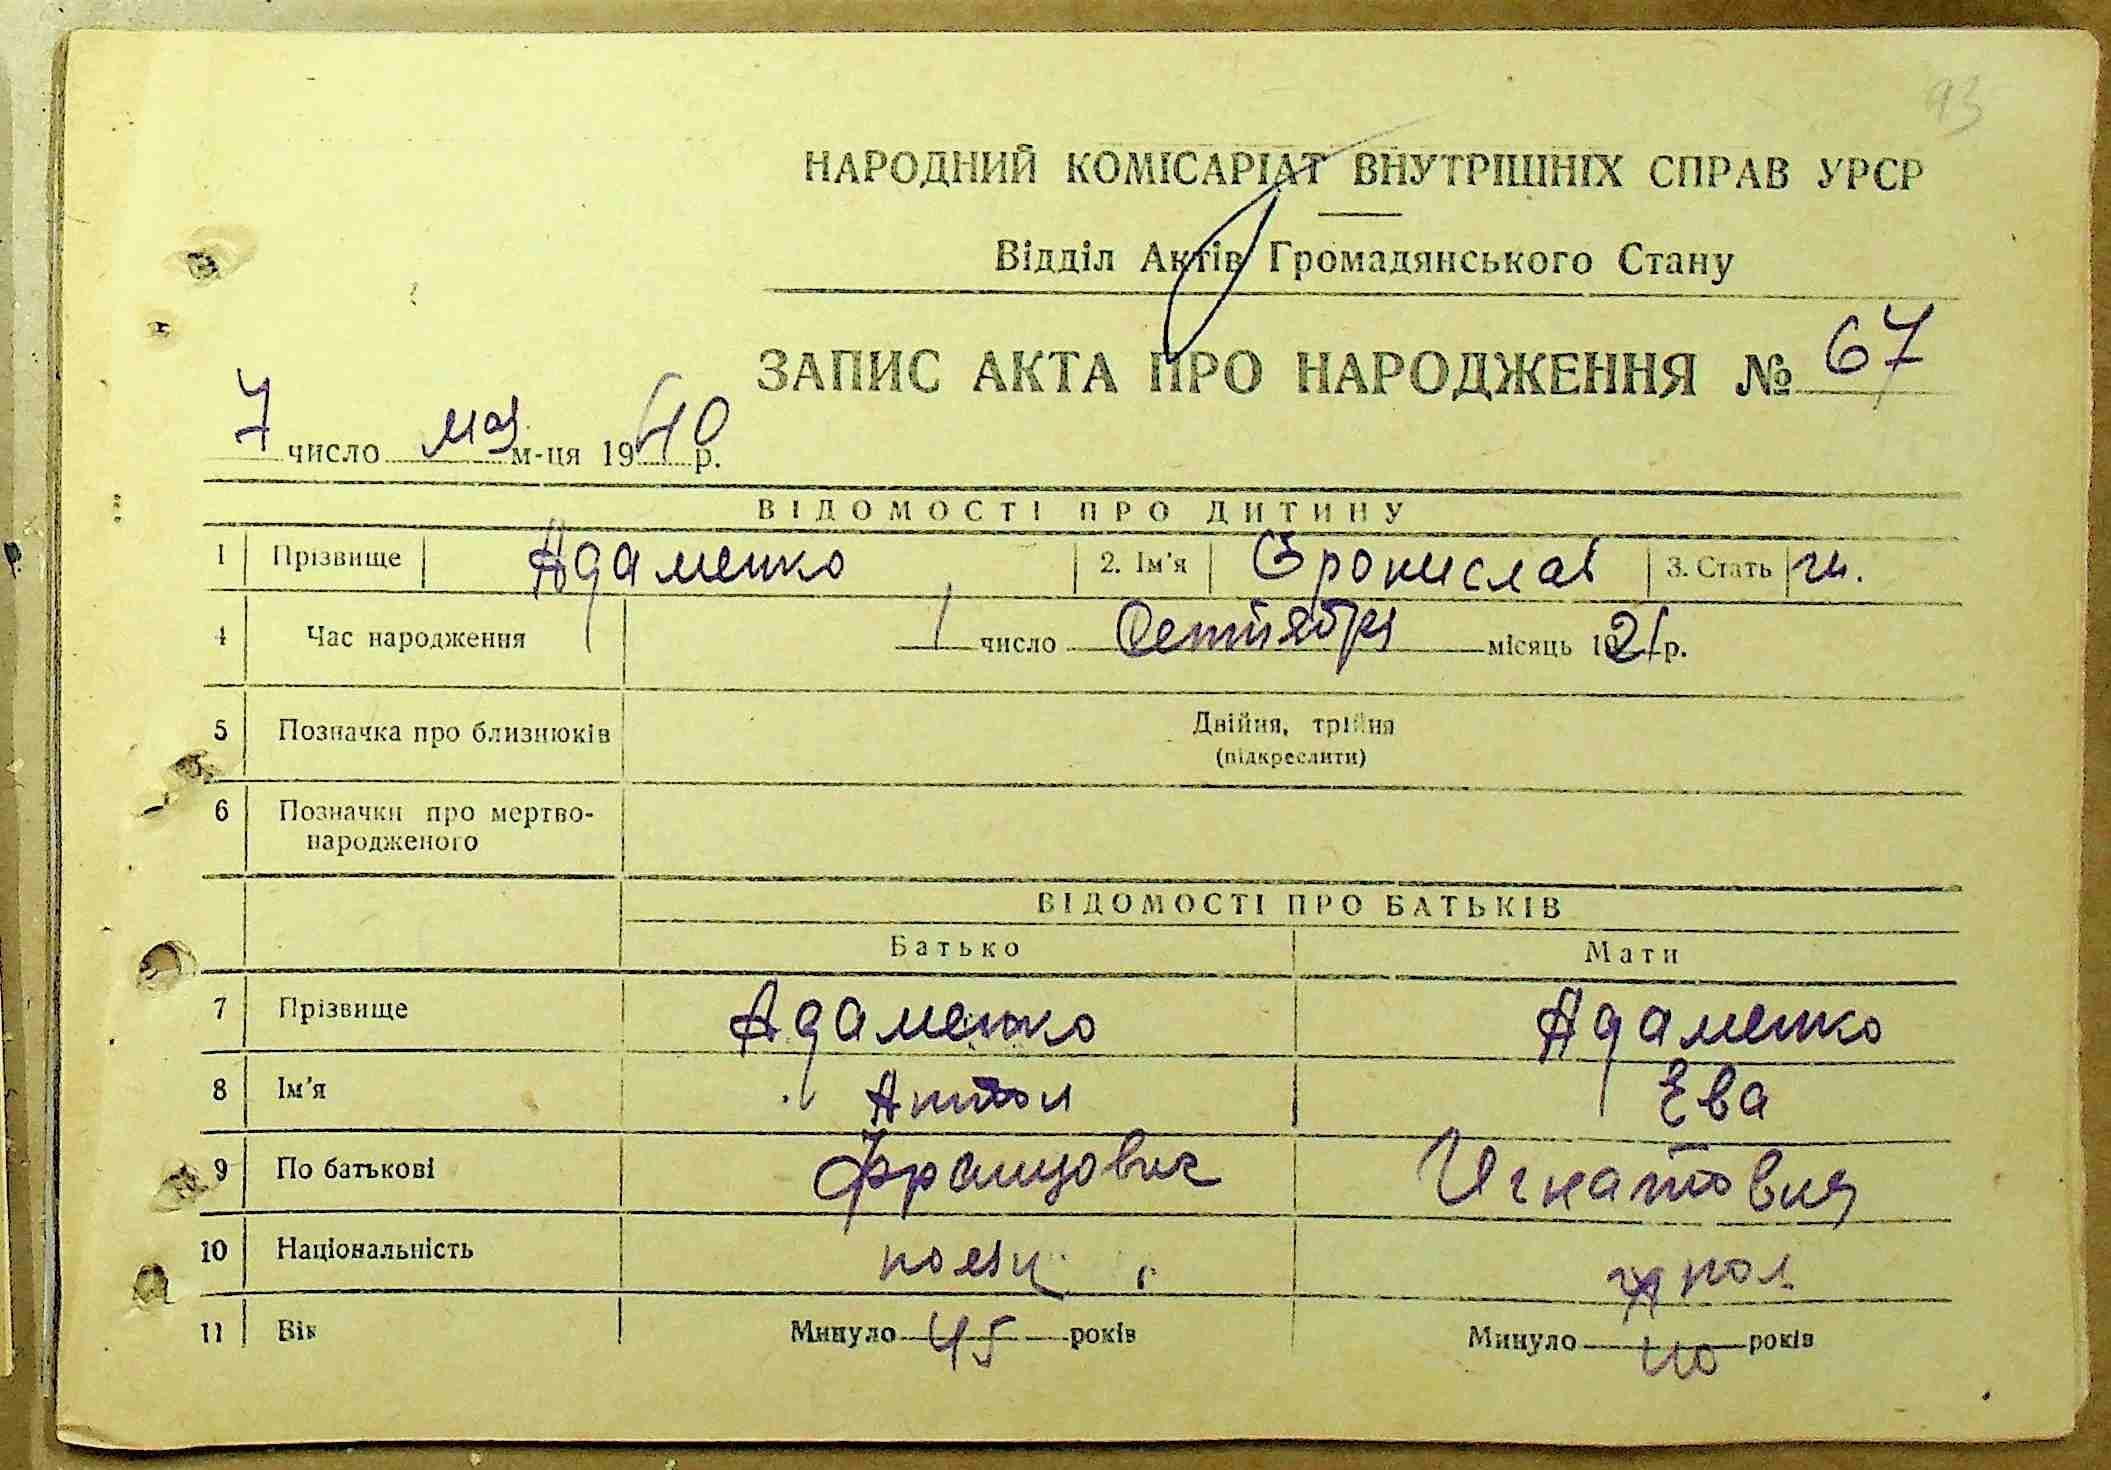 93
НАРОДНИЙ КОМІСАРІАТ ВНУТРІШНІХ СПРАВ УРСР
Відділ Актів Громадянського Стану
ЗАПИС АКТА ПРО НАРОДЖЕННЯ № 67
7 число мая м-ця 1940 р.
ВІДОМОСТІ ПРО ДИТИНУ
1 Прізвище Адаменко 2. Ім'я Бронислав 3. Стать м.
4 Час народження 1 число Сентября місяць 1921 р.
5 Позначка про близнюків Двійня, трійня
(підкреслити)
6 Позначки про мертво-
народженого
ВІДОМОСТІ ПРО БАТЬКІВ
Батько Мати
7 Прізвище Адаменко Адаменко
8 Ім'я Антон Ева
9 По батькові Францович Игнатовна
10 Національність пол
11 Вік Минуло 45 років Минуло 40 років